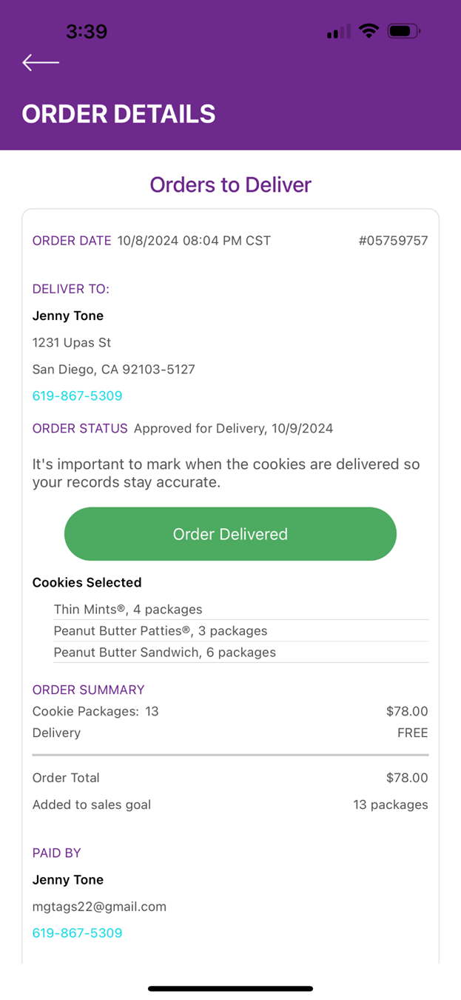 3:39
ORDER DETAILS
Orders to Deliver
ORDER DATE 10/8/2024 08:04 PM CST #05759757
DELIVER TO:
Jenny Tone
1231 Upas St
San Diego, CA 92103-5127
619-867-5309
ORDER STATUS Approved for Delivery, 10/9/2024
It's important to mark when the cookies are delivered so
your records stay accurate.
Order Delivered
Cookies Selected
Thin Mints®, 4 packages
Peanut Butter Patties®, 3 packages
Peanut Butter Sandwich, 6 packages
ORDER SUMMARY
Cookie Packages: 13 $78.00
Delivery FREE
Order Total $78.00
Added to sales goal 13 packages
PAID BY
Jenny Tone
mgtags22@gmail.com
619-867-5309